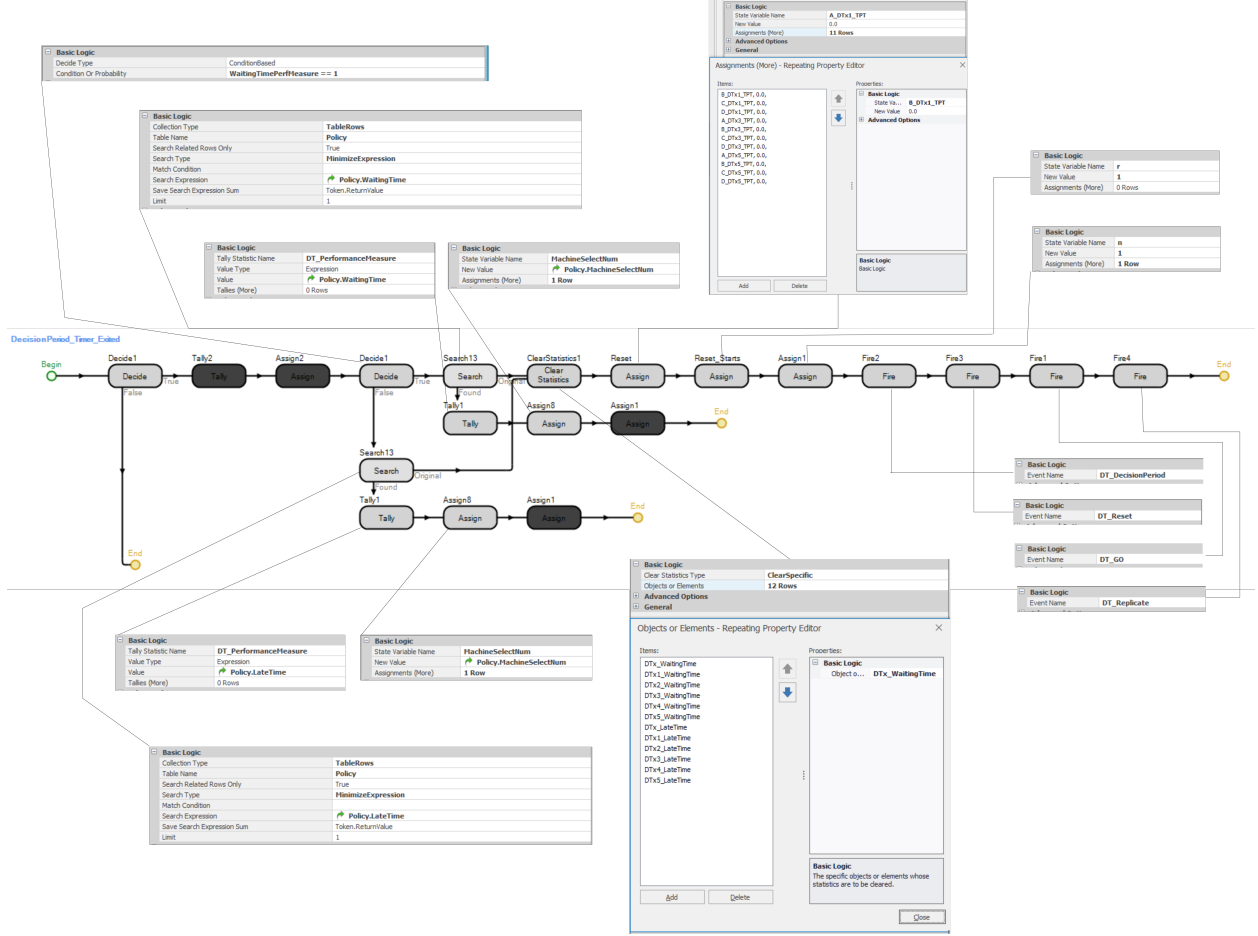 Basic Logic
State Variable Name A_DTx1_TPT
New Value 0.0
Assignments (More) 11 Rows
Advanced Options
General
Assignments (More) - Repeating Property Editor
Items:
Properties:
B_DTx1_TPT, 0.0,
C_DTx1_TPT, 0.0,
D_DTx1_TPT, 0.0,
A_DTx3_TPT, 0.0,
B_DTx3_TPT, 0.0,
C_DTx3_TPT, 0.0,
D_DTx3_TPT, 0.0,
A_DTx5_TPT, 0.0,
B_DTx5_TPT, 0.0,
C_DTx5_TPT, 0.0,
D_DTx5_TPT, 0.0,
Basic Logic
State Va... B_DTx1_TPT
New Value 0.0
Advanced Options
Basic Logic
Basic Logic
Add Delete
Basic Logic
Decide Type ConditionBased
Condition Or Probability WaitingTimePerfMeasure == 1
Basic Logic
Collection Type TableRows
Table Name Policy
Search Related Rows Only True
Search Type MinimizeExpression
Match Condition
Search Expression Policy.WaitingTime
Save Search Expression Sum Token.ReturnValue
Limit 1
Basic Logic
State Variable Name r
New Value 1
Assignments (More) 0 Rows
Basic Logic
State Variable Name n
New Value 1
Assignments (More) 1 Row
Basic Logic
Tally Statistic Name DT_PerformanceMeasure
Value Type Expression
Value Policy.WaitingTime
Tallies (More) 0 Rows
Basic Logic
State Variable Name MachineSelectNum
New Value Policy.MachineSelectNum
Assignments (More) 1 Row
DecisionPeriod_Timer_Exited
Begin Decide1 Tally2 Assign2 Decide1 Search13 ClearStatistics1 Reset Reset_Starts Assign1 Fire2 Fire3 Fire1 Fire4 End
Decide Tally Assign Decide Search Clear Statistics Assign Assign Assign Fire Fire Fire Fire
True True Original
False False Found
Tally1 Assign8 Assign1 End
Tally Assign Assign
Search13
Search
Original
Found
Tally1 Assign8 Assign1 End
Tally Assign Assign
End
Basic Logic
Event Name DT_DecisionPeriod
Basic Logic
Event Name DT_Reset
Basic Logic
Event Name DT_GO
Basic Logic
Event Name DT_Replicate
Basic Logic
Clear Statistics Type ClearSpecific
Objects or Elements 12 Rows
Advanced Options
General
Objects or Elements - Repeating Property Editor
Items:
Properties:
DTx_WaitingTime
DTx1_WaitingTime
DTx2_WaitingTime
DTx3_WaitingTime
DTx4_WaitingTime
DTx5_WaitingTime
DTx_LateTime
DTx1_LateTime
DTx2_LateTime
DTx3_LateTime
DTx4_LateTime
DTx5_LateTime
Basic Logic
Object o... DTx_WaitingTime
Basic Logic
The specific objects or elements whose
statistics are to be cleared.
Add Delete
Close
Basic Logic
Tally Statistic Name DT_PerformanceMeasure
Value Type Expression
Value Policy.LateTime
Tallies (More) 0 Rows
Basic Logic
State Variable Name MachineSelectNum
New Value Policy.MachineSelectNum
Assignments (More) 1 Row
Basic Logic
Collection Type TableRows
Table Name Policy
Search Related Rows Only True
Search Type MinimizeExpression
Match Condition
Search Expression Policy.LateTime
Save Search Expression Sum Token.ReturnValue
Limit 1